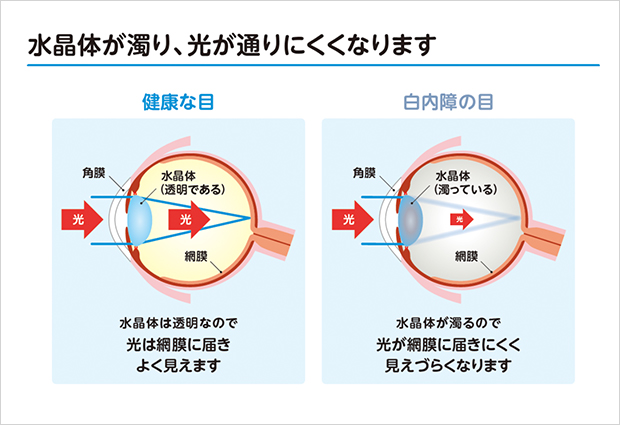 水晶体が濁り、光が通りにくくなります
健康な目
角膜
水晶体
(透明である)
光
光
網膜
水晶体は透明なので
光は網膜に届き
よく見えます
白内障の目
角膜
水晶体
(濁っている)
光
光
網膜
水晶体が濁るので
光が網膜に届きにくく
見えづらくなります